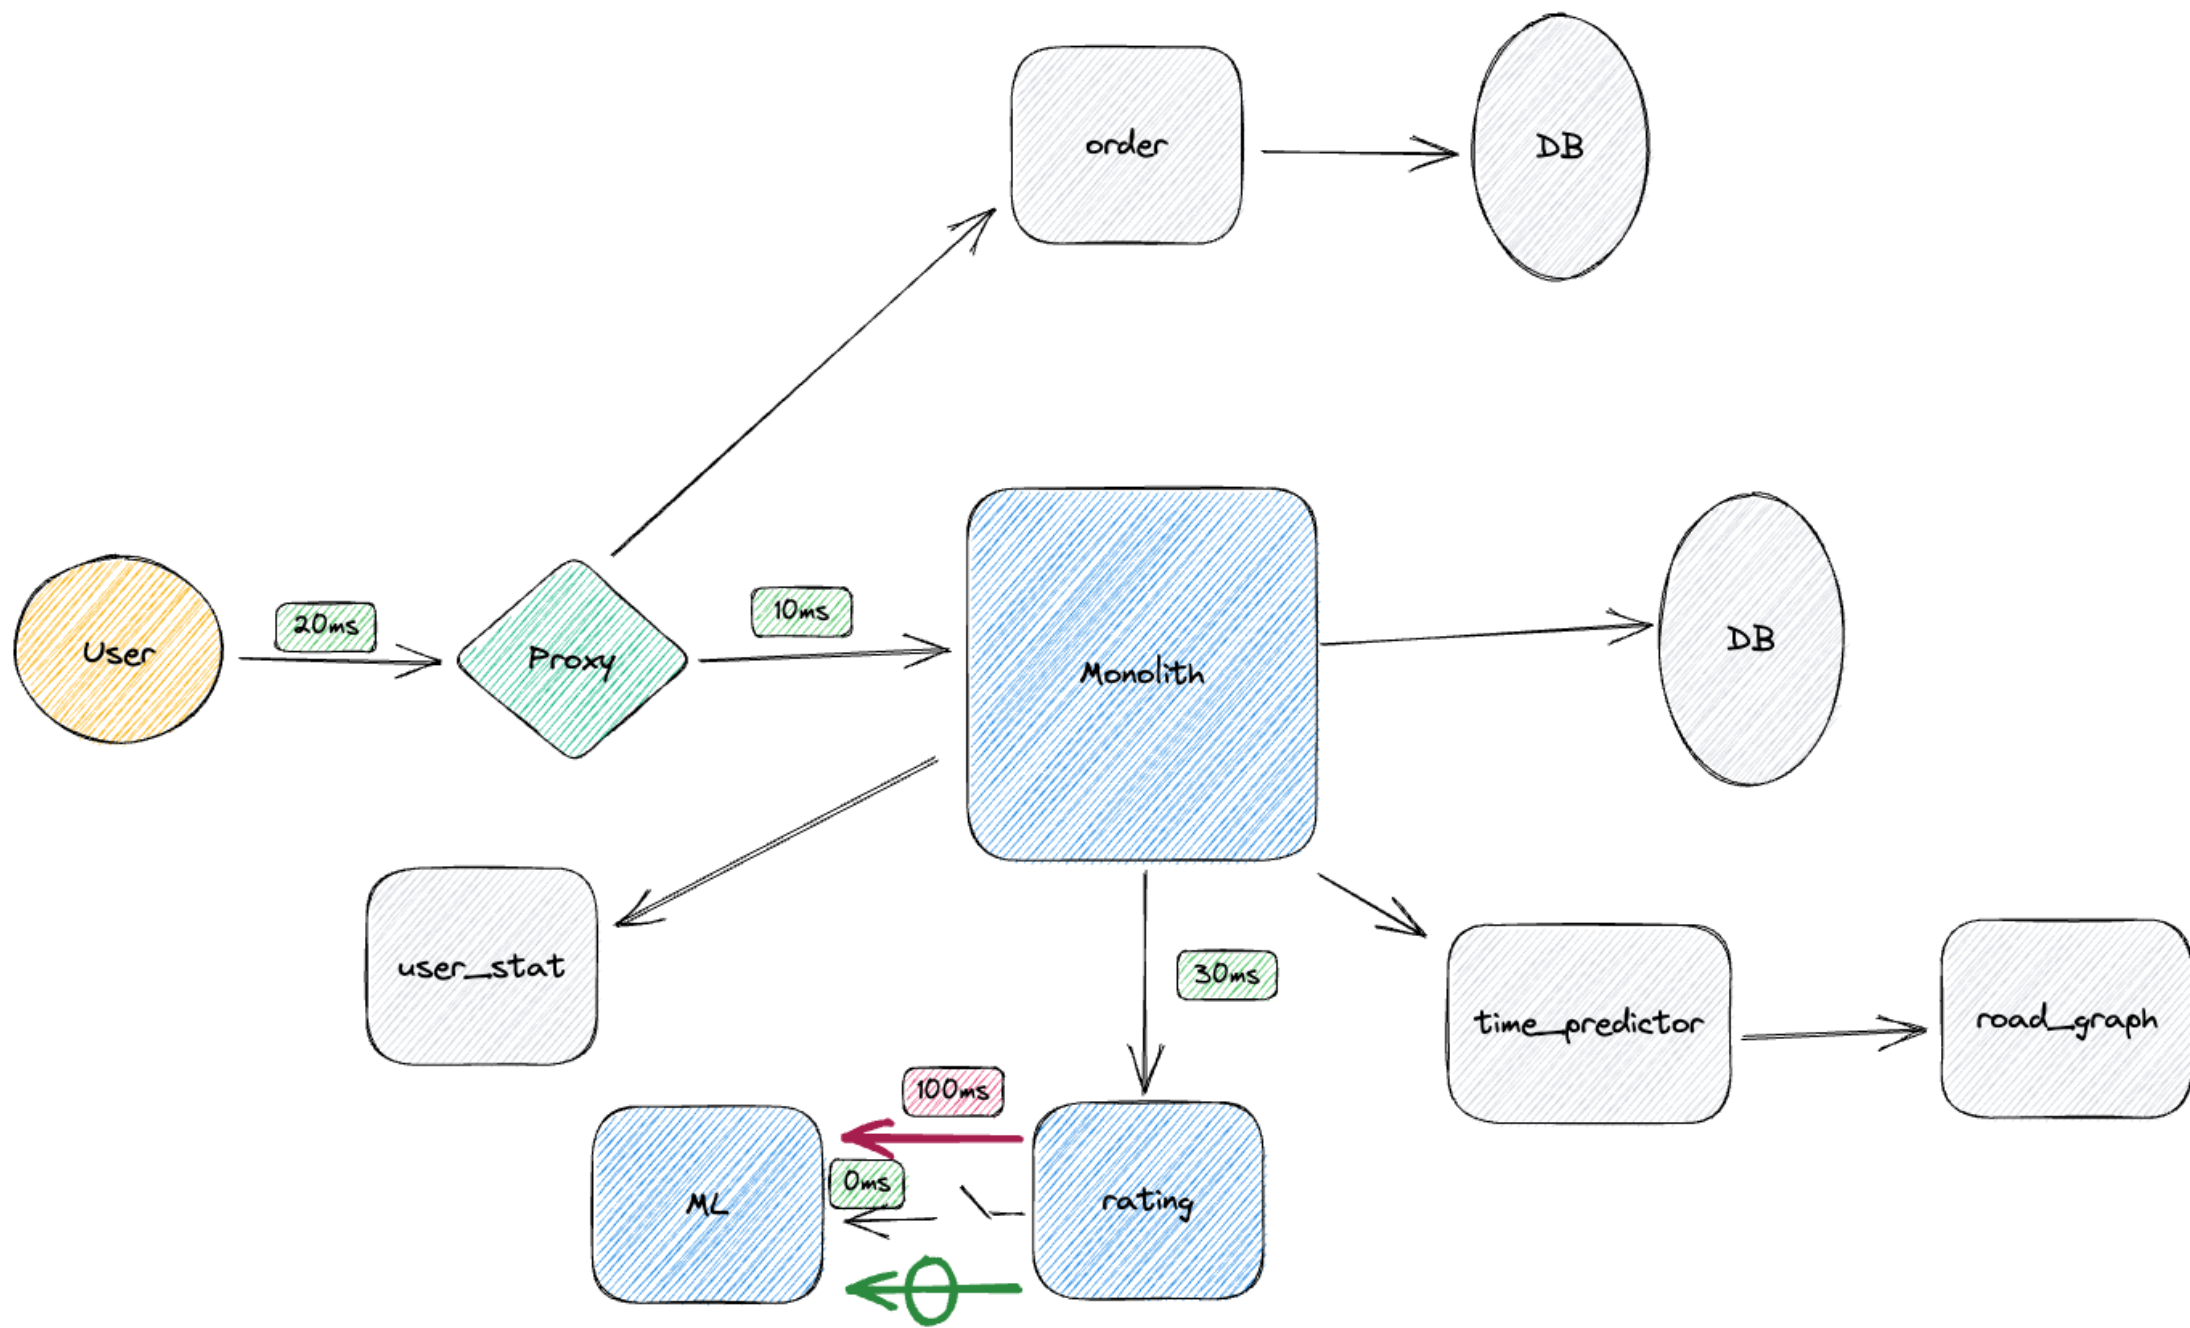 order
DB
User
20ms
Proxy
10ms
Monolith
DB
user_stat
30ms
time_predictor
road_graph
100ms
ML
0ms
rating